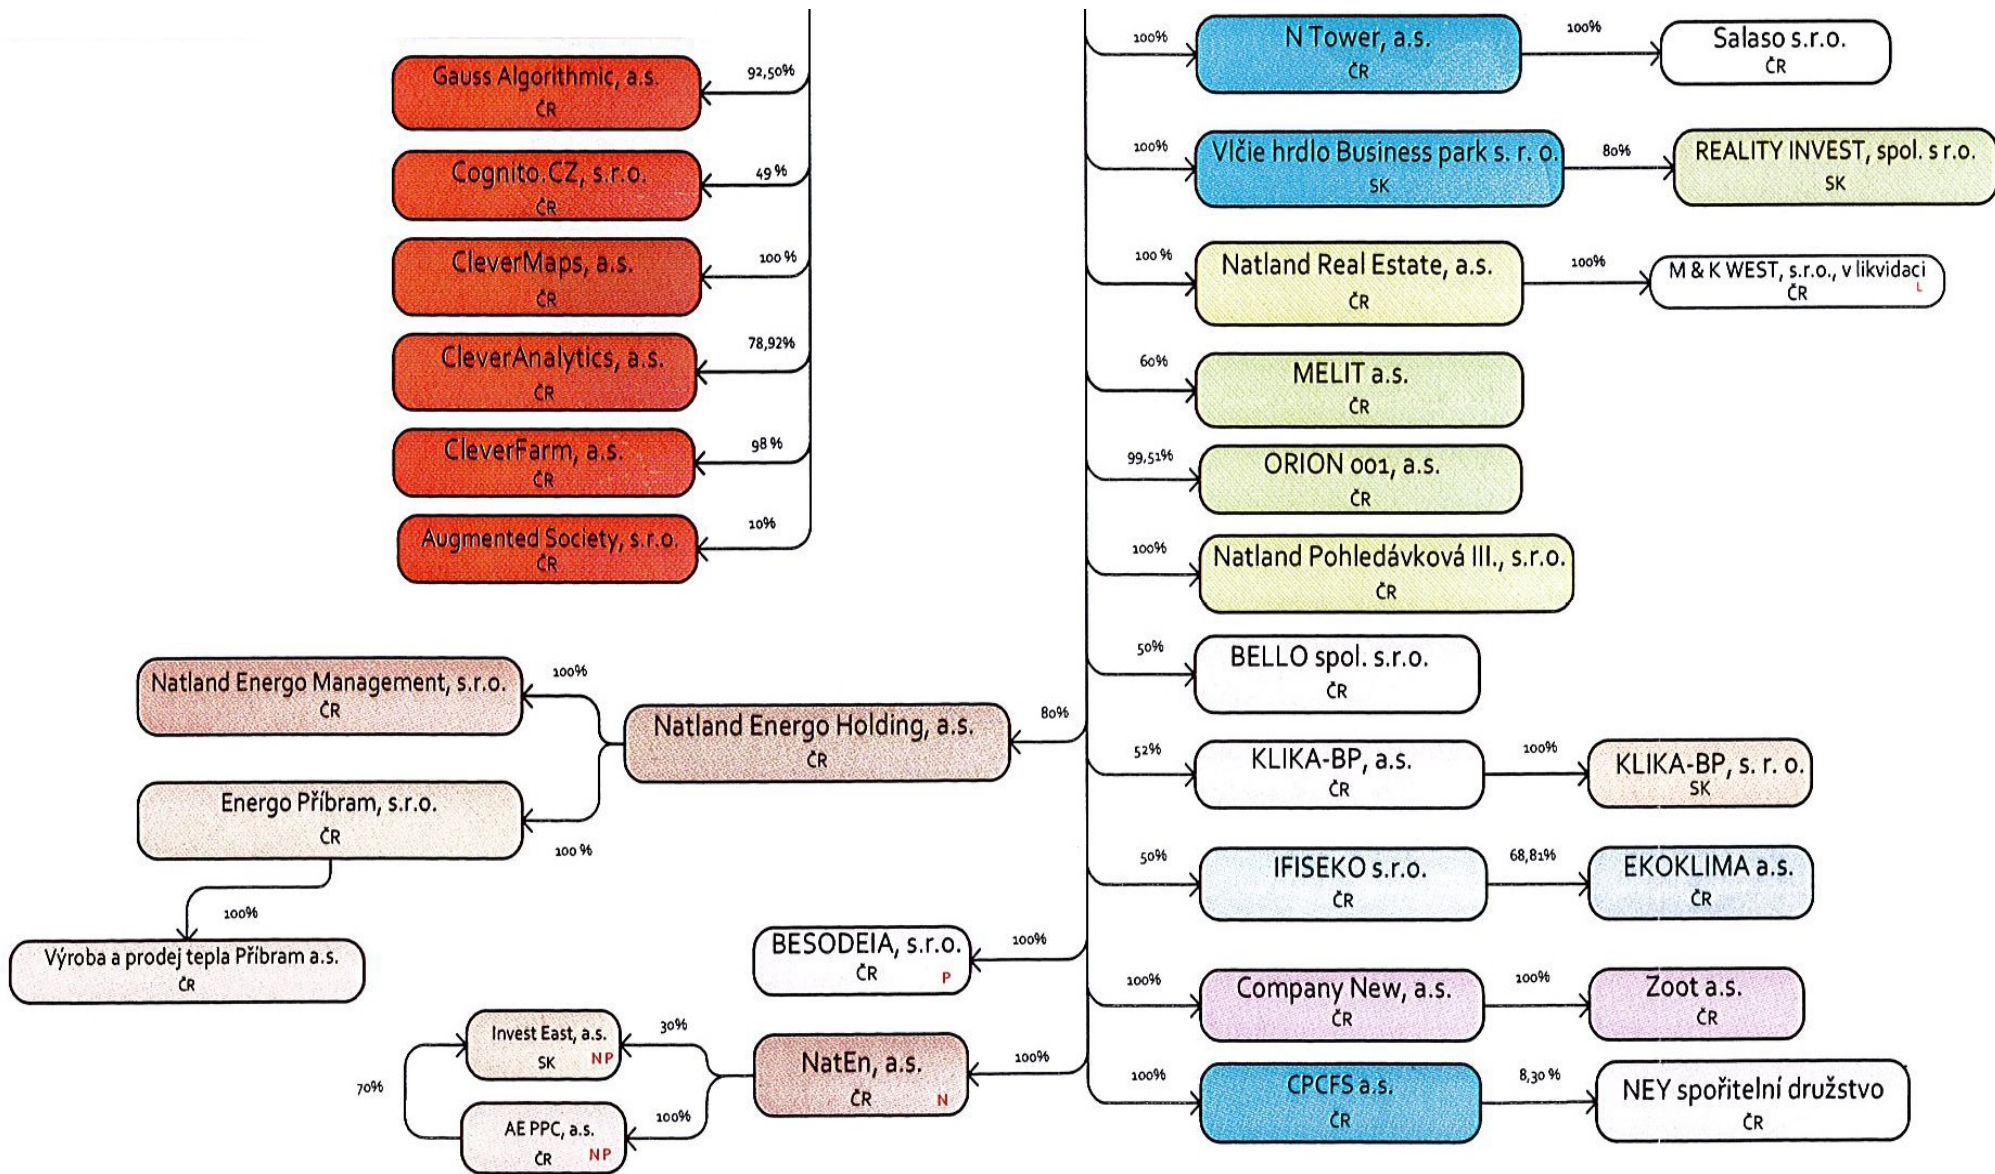 Gauss Algorithmic, a.s.
ČR
92,50%
Cognito.CZ, s.r.o.
ČR
49 %
CleverMaps, a.s.
ČR
100 %
CleverAnalytics, a.s.
ČR
78,92%
CleverFarm, a.s.
ČR
98 %
Augmented Society, s.r.o.
ČR
10%
100%
N Tower, a.s.
ČR
100%
Salaso s.r.o.
ČR
100%
Vlčie hrdlo Business park s. r. o.
SK
80%
REALITY INVEST, spol. s r.o.
SK
100 %
Natland Real Estate, a.s.
ČR
100%
M & K WEST, s.r.o., v likvidaci
ČR
L
60%
MELIT a.s.
ČR
99,51%
ORION 001, a.s.
ČR
100%
Natland Pohledávková III., s.r.o.
ČR
50%
BELLO spol. s.r.o.
ČR
52%
KLIKA-BP, a.s.
ČR
100%
KLIKA-BP, s. r. o.
SK
50%
IFISEKO s.r.o.
ČR
68,81%
EKOKLIMA a.s.
ČR
100%
Company New, a.s.
ČR
100%
Zoot a.s.
ČR
100%
CPCFS a.s.
ČR
8,30 %
NEY spořitelní družstvo
ČR
80%
Natland Energo Holding, a.s.
ČR
100%
Natland Energo Management, s.r.o.
ČR
100 %
Energo Příbram, s.r.o.
ČR
100%
Výroba a prodej tepla Příbram a.s.
ČR
100%
BESODEIA, s.r.o.
ČR
P
100%
NatEn, a.s.
ČR
N
30%
Invest East, a.s.
SK
NP
70%
100%
AE PPC, a.s.
ČR
NP